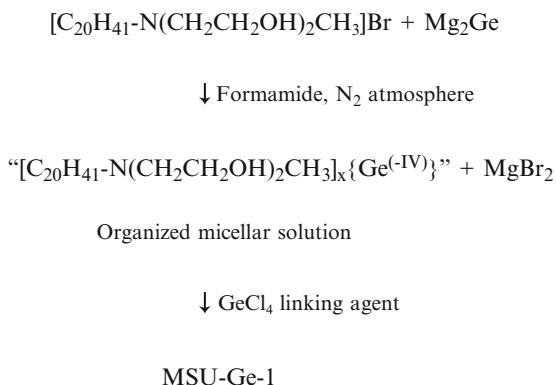 [C₂₀H₄₁-N(CH₂CH₂OH)₂CH₃]Br + Mg₂Ge
↓ Formamide, N₂ atmosphere
“[C₂₀H₄₁-N(CH₂CH₂OH)₂CH₃]ₓ{Ge⁽⁻ᴵⱽ⁾}” + MgBr₂
Organized micellar solution
↓ GeCl₄ linking agent
MSU-Ge-1